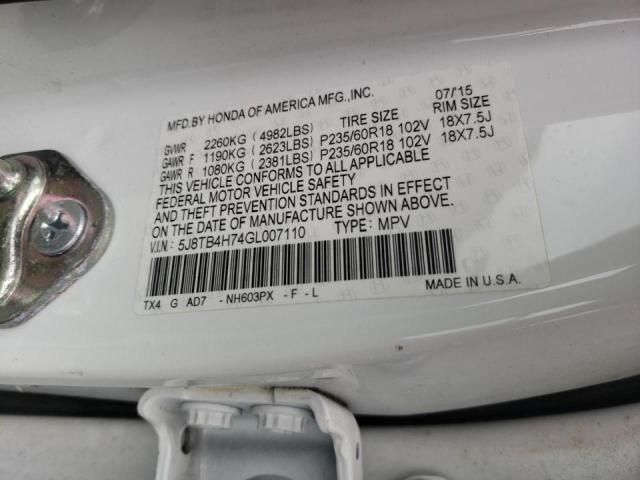 MFD.BY HONDA OF AMERICA MFG.,INC. 07/15
TIRE SIZE RIM SIZE
GVWR 2260KG ( 4982LBS)
GAWR F 1190KG ( 2623LBS) P235/60R18 102V 18X7.5J
GAWR R 1080KG ( 2381LBS) P235/60R18 102V 18X7.5J
THIS VEHICLE CONFORMS TO ALL APPLICABLE
FEDERAL MOTOR VEHICLE SAFETY
AND THEFT PREVENTION STANDARDS IN EFFECT
ON THE DATE OF MANUFACTURE SHOWN ABOVE.
V.I.N: 5J8TB4H74GL007110 TYPE: MPV
TX4 G AD7 - NH603PX - F - L MADE IN U.S.A.